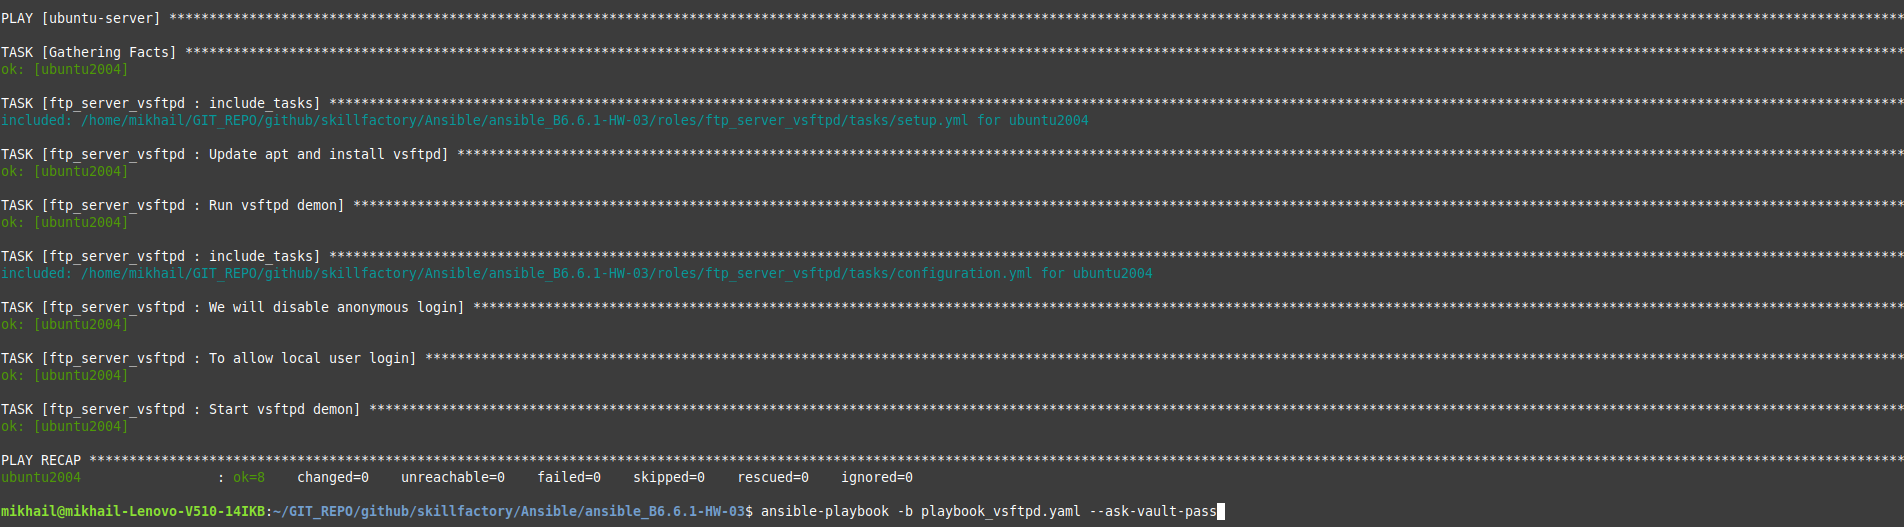 PLAY [ubuntu-server] ****************************************************************************************************************************************************************************************************************************
TASK [Gathering Facts] **************************************************************************************************************************************************************************************************************************
ok: [ubuntu2004]
TASK [ftp_server_vsftpd : include_tasks] ********************************************************************************************************************************************************************************************************
included: /home/mikhail/GIT_REPO/github/skillfactory/Ansible/ansible_B6.6.1-HW-03/roles/ftp_server_vsftpd/tasks/setup.yml for ubuntu2004
TASK [ftp_server_vsftpd : Update apt and install vsftpd] ****************************************************************************************************************************************************************************************
ok: [ubuntu2004]
TASK [ftp_server_vsftpd : Run vsftpd demon] *****************************************************************************************************************************************************************************************************
ok: [ubuntu2004]
TASK [ftp_server_vsftpd : include_tasks] ********************************************************************************************************************************************************************************************************
included: /home/mikhail/GIT_REPO/github/skillfactory/Ansible/ansible_B6.6.1-HW-03/roles/ftp_server_vsftpd/tasks/configuration.yml for ubuntu2004
TASK [ftp_server_vsftpd : We will disable anonymous login] **************************************************************************************************************************************************************************************
ok: [ubuntu2004]
TASK [ftp_server_vsftpd : To allow local user login] ********************************************************************************************************************************************************************************************
ok: [ubuntu2004]
TASK [ftp_server_vsftpd : Start vsftpd demon] ***************************************************************************************************************************************************************************************************
ok: [ubuntu2004]
PLAY RECAP **************************************************************************************************************************************************************************************************************************************
ubuntu2004                 : ok=8    changed=0    unreachable=0    failed=0    skipped=0    rescued=0    ignored=0
mikhail@mikhail-Lenovo-V510-14IKB:~/GIT_REPO/github/skillfactory/Ansible/ansible_B6.6.1-HW-03$ ansible-playbook -b playbook_vsftpd.yaml --ask-vault-pass